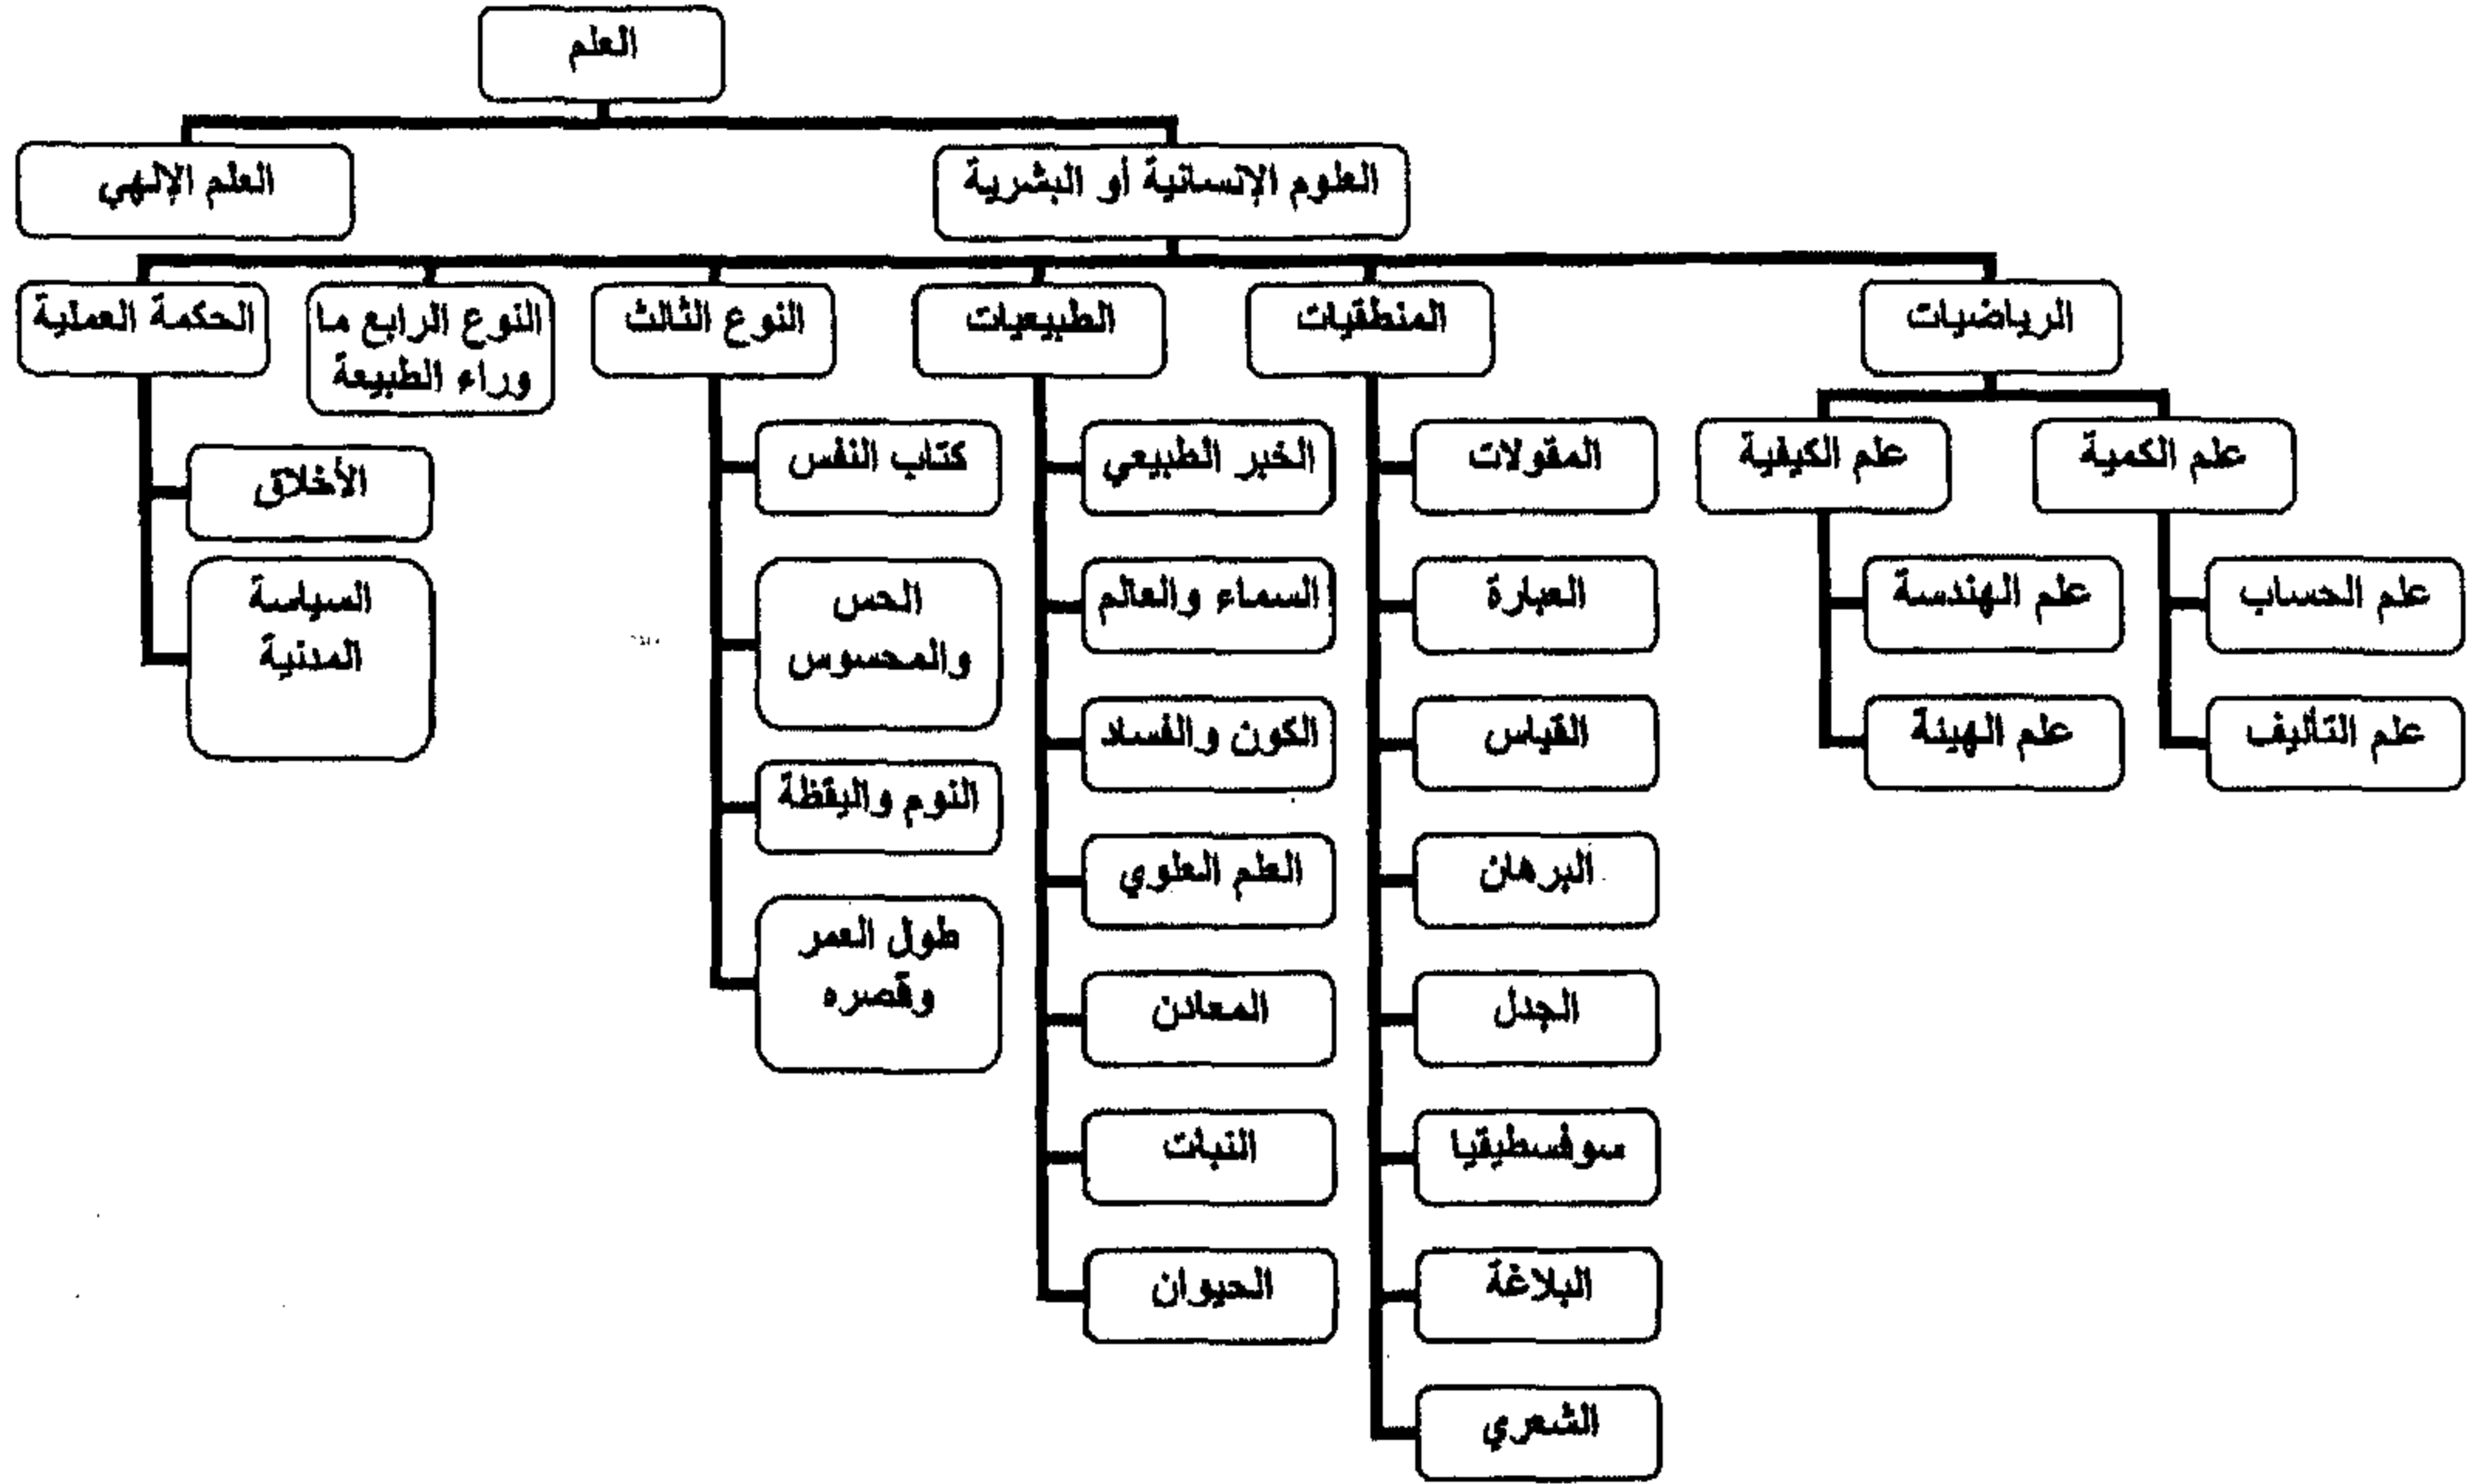 العلم
العلوم الإنسانية أو البشرية
العلم الإلهي
الرياضيات
المنطقيات
الطبيعيات
النوع الثالث
النوع الرابع ما
وراء الطبيعة
الحكمة العملية
علم الكمية
علم الكيفية
علم الحساب
علم التأليف
علم الهندسة
علم الهيئة
المقولات
العبارة
القياس
البرهان
الجدل
سوفسطيقيا
البلاغة
الشعري
الخبر الطبيعي
السماء والعالم
الكون والفساد
العلم العلوي
المعادن
النبات
الحيوان
كتاب النفس
الحس
والمحسوس
النوم واليقظة
طول العمر
وقصره
الأخلاق
السياسة
المدنية